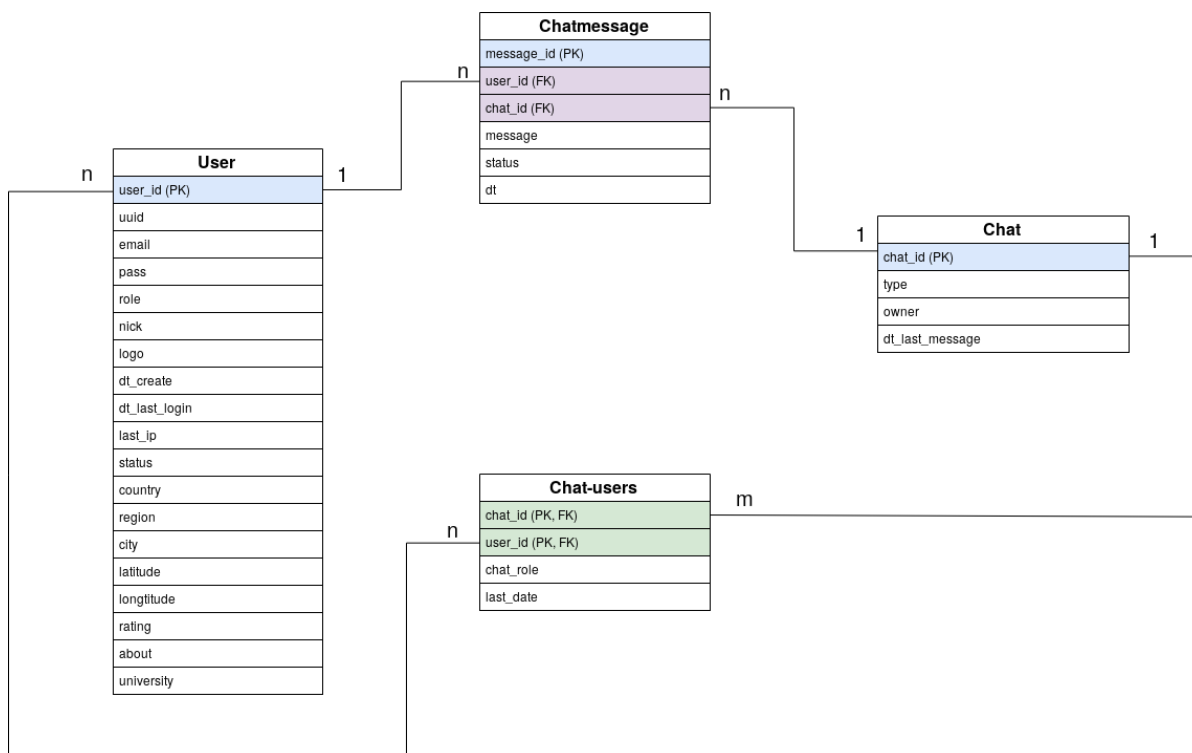 Chatmessage
message_id (PK)
user_id (FK)
chat_id (FK)
message
status
dt
n
n
User
user_id (PK)
uuid
email
pass
role
nick
logo
dt_create
dt_last_login
last_ip
status
country
region
city
latitude
longtitude
rating
about
university
n
1
Chat
chat_id (PK)
type
owner
dt_last_message
1
1
Chat-users
chat_id (PK, FK)
user_id (PK, FK)
chat_role
last_date
m
n